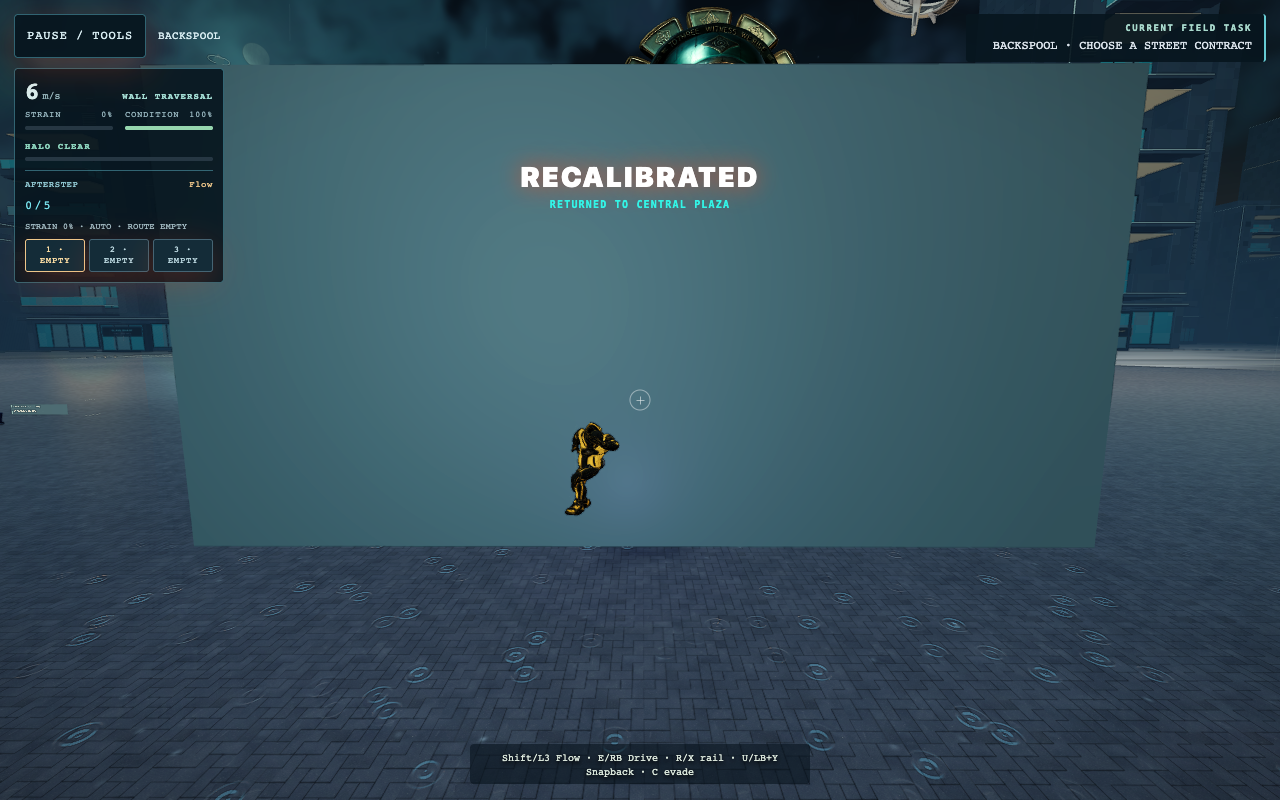 PAUSE / TOOLS
BACKSPOOL
CURRENT FIELD TASK
BACKSPOOL · CHOOSE A STREET CONTRACT
6 m/s
WALL TRAVERSAL
STRAIN 0%
CONDITION 100%
HALO CLEAR
AFTERSTEP
Flow
0/5
STRAIN 0% · AUTO · ROUTE EMPTY
1 · EMPTY
2 · EMPTY
3 · EMPTY
RECALIBRATED
RETURNED TO CENTRAL PLAZA
Shift/L3 Flow · E/RB Drive · R/X rail · U/LB+Y
Snapback · C evade